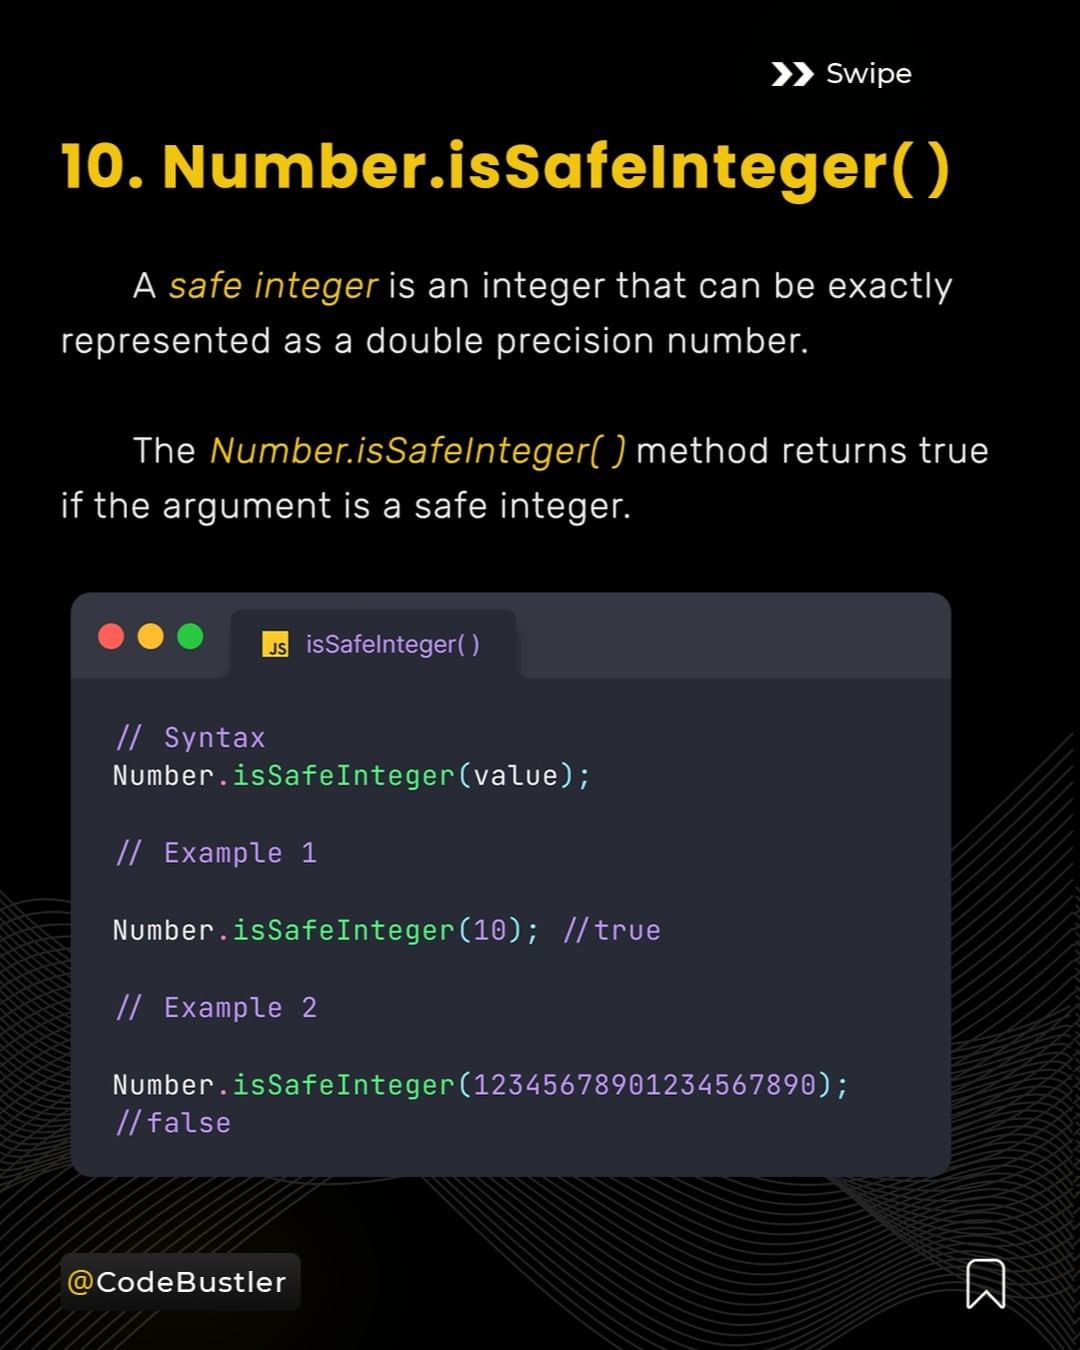 Swipe
10. Number.isSafeInteger( )
A safe integer is an integer that can be exactly
represented as a double precision number.
The Number.isSafeInteger( ) method returns true
if the argument is a safe integer.
JS isSafeInteger( )
// Syntax
Number.isSafeInteger(value);
// Example 1
Number.isSafeInteger(10); //true
// Example 2
Number.isSafeInteger(12345678901234567890);
//false
@CodeBustler